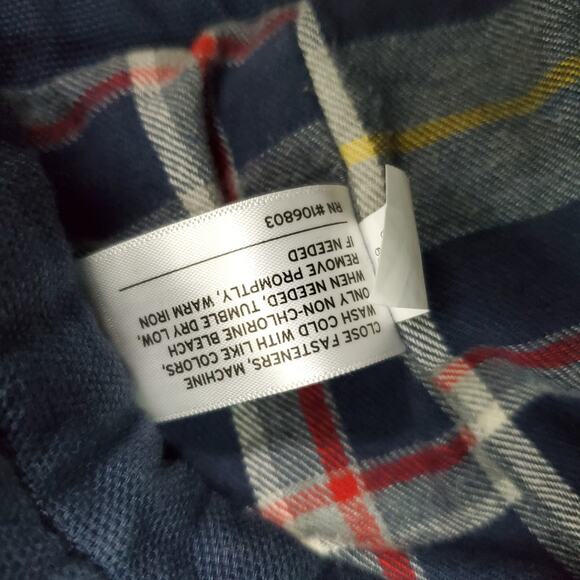 CLOSE FASTENERS, MACHINE
WASH COLD WITH LIKE COLORS,
ONLY NON-CHLORINE BLEACH
WHEN NEEDED, TUMBLE DRY LOW,
REMOVE PROMPTLY, WARM IRON
IF NEEDED
RN #106803